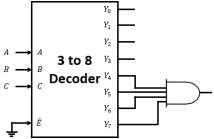 Y₀
Y₁
Y₂
Y₃
A A
B B
C C
3 to 8
Decoder
Y₄
Y₅
Y₆
E̅
Y₇